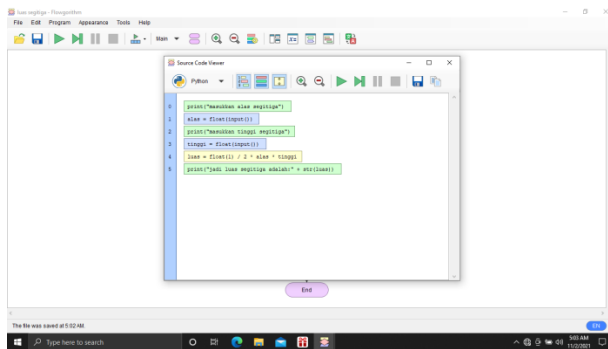 luas segitiga - Flowgorithm
File Edit Program Appearance Tools Help
Main
Source Code Viewer
Python
0 print("masukkan alas segitiga")
1 alas = float(input())
2 print("masukkan tinggi segitiga")
3 tinggi = float(input())
4 luas = float(1) / 2 * alas * tinggi
5 print("jadi luas segitiga adalah:" + str(luas))
End
The file was saved at 5:02 AM
EN
Type here to search
5:03 AM
11/2/2021